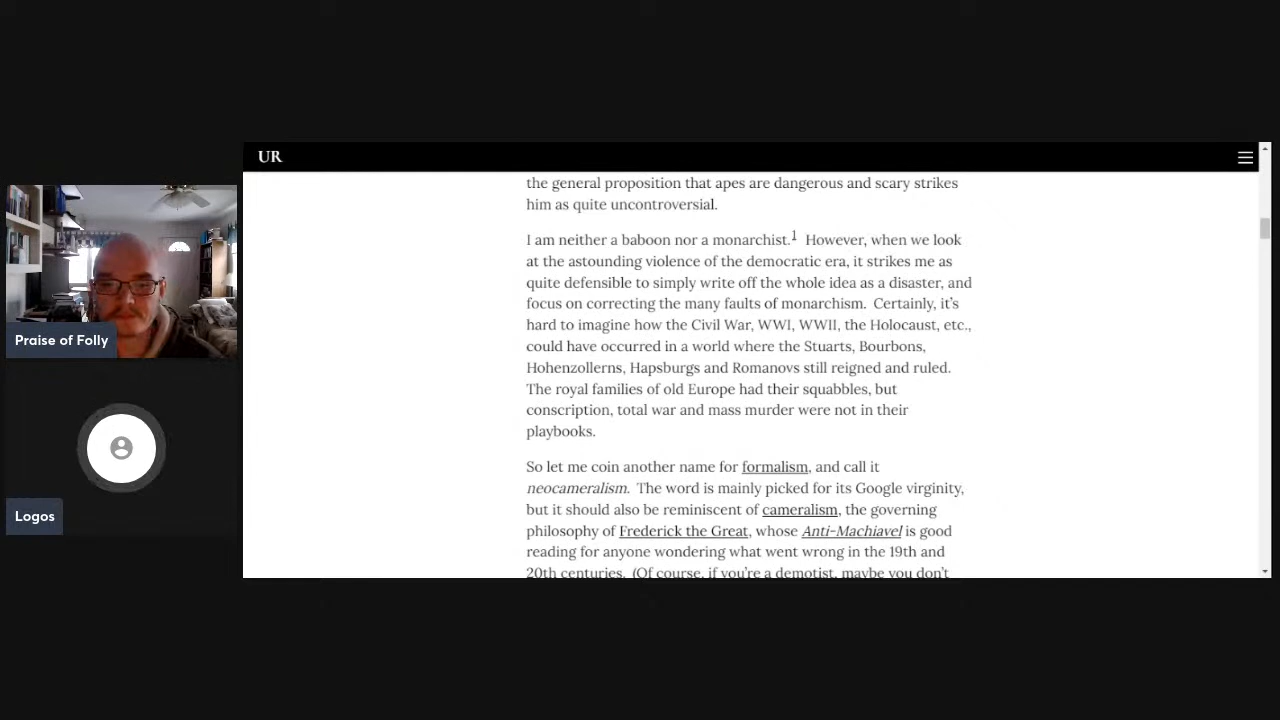 UR
the general proposition that apes are dangerous and scary strikes
him as quite uncontroversial.
I am neither a baboon nor a monarchist.1 However, when we look
at the astounding violence of the democratic era, it strikes me as
quite defensible to simply write off the whole idea as a disaster, and
focus on correcting the many faults of monarchism. Certainly, it's
hard to imagine how the Civil War, WWI, WWII, the Holocaust, etc.,
could have occurred in a world where the Stuarts, Bourbons,
Hohenzollerns, Hapsburgs and Romanovs still reigned and ruled.
The royal families of old Europe had their squabbles, but
conscription, total war and mass murder were not in their
playbooks.
So let me coin another name for formalism, and call it
neocameralism. The word is mainly picked for its Google virginity,
but it should also be reminiscent of cameralism, the governing
philosophy of Frederick the Great, whose Anti-Machiavel is good
reading for anyone wondering what went wrong in the 19th and
20th centuries. (Of course, if you're a demotist, maybe you don't
Praise of Folly
Logos